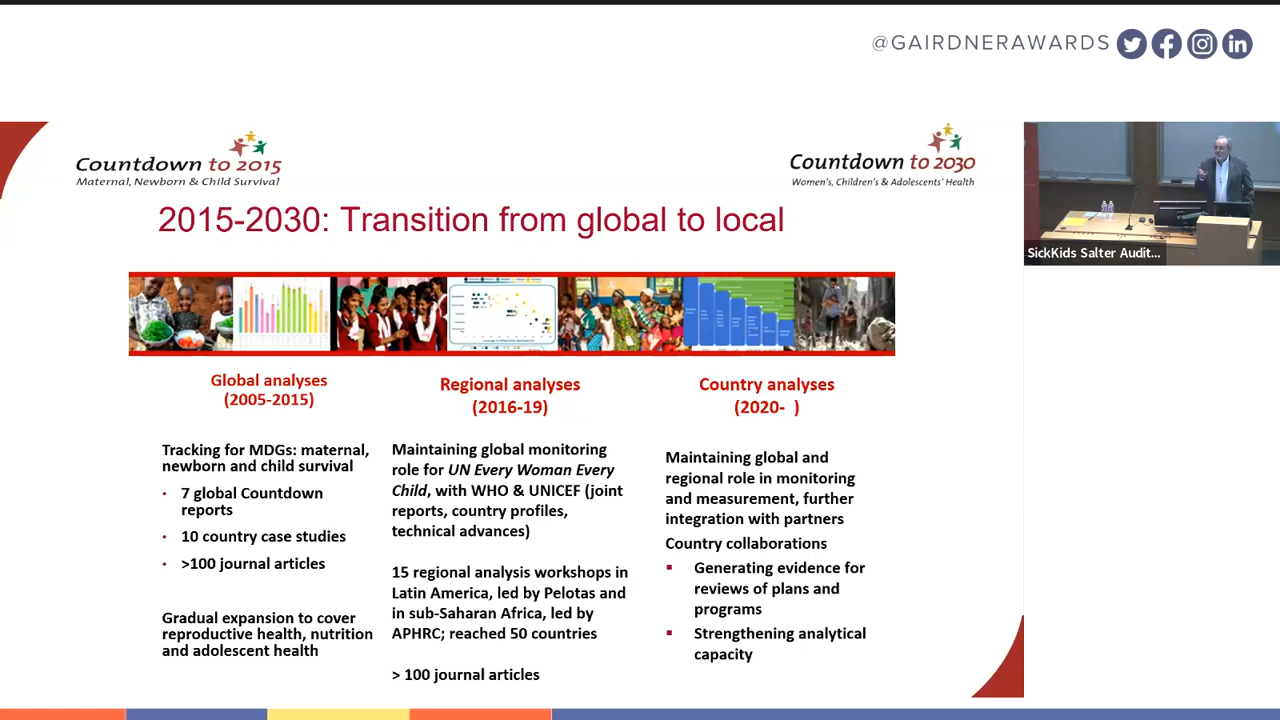 @GAIRDNERAWARDS
Countdown to 2015
Maternal, Newborn & Child Survival
Countdown to 2030
Women's, Children's & Adolescents' Health
2015-2030: Transition from global to local
SickKids Salter Audit...
Global analyses
(2005-2015)
Tracking for MDGs: maternal,
newborn and child survival
• 7 global Countdown
reports
• 10 country case studies
• >100 journal articles
Gradual expansion to cover
reproductive health, nutrition
and adolescent health
Regional analyses
(2016-19)
Maintaining global monitoring
role for UN Every Woman Every
Child, with WHO & UNICEF (joint
reports, country profiles,
technical advances)
15 regional analysis workshops in
Latin America, led by Pelotas and
in sub-Saharan Africa, led by
APHRC; reached 50 countries
> 100 journal articles
Country analyses
(2020- )
Maintaining global and
regional role in monitoring
and measurement, further
integration with partners
Country collaborations
▪ Generating evidence for
reviews of plans and
programs
▪ Strengthening analytical
capacity